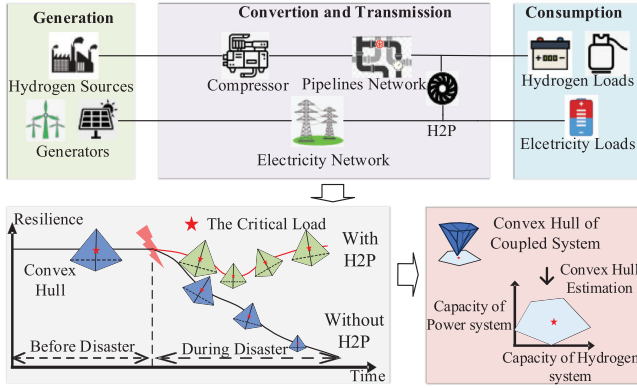 Generation
Convertion and Transmission
Consumption
Hydrogen Sources
Compressor
Pipelines Network
Hydrogen Loads
H2P
Generators
Electricity Network
Elcetricity Loads
Resilience
The Critical Load
With
H2P
Convex
Hull
Without
H2P
Before Disaster
During Disaster
Time
Convex Hull of
Coupled System
Convex Hull
Estimation
Capacity of
Power system
Capacity of Hydrogen
system